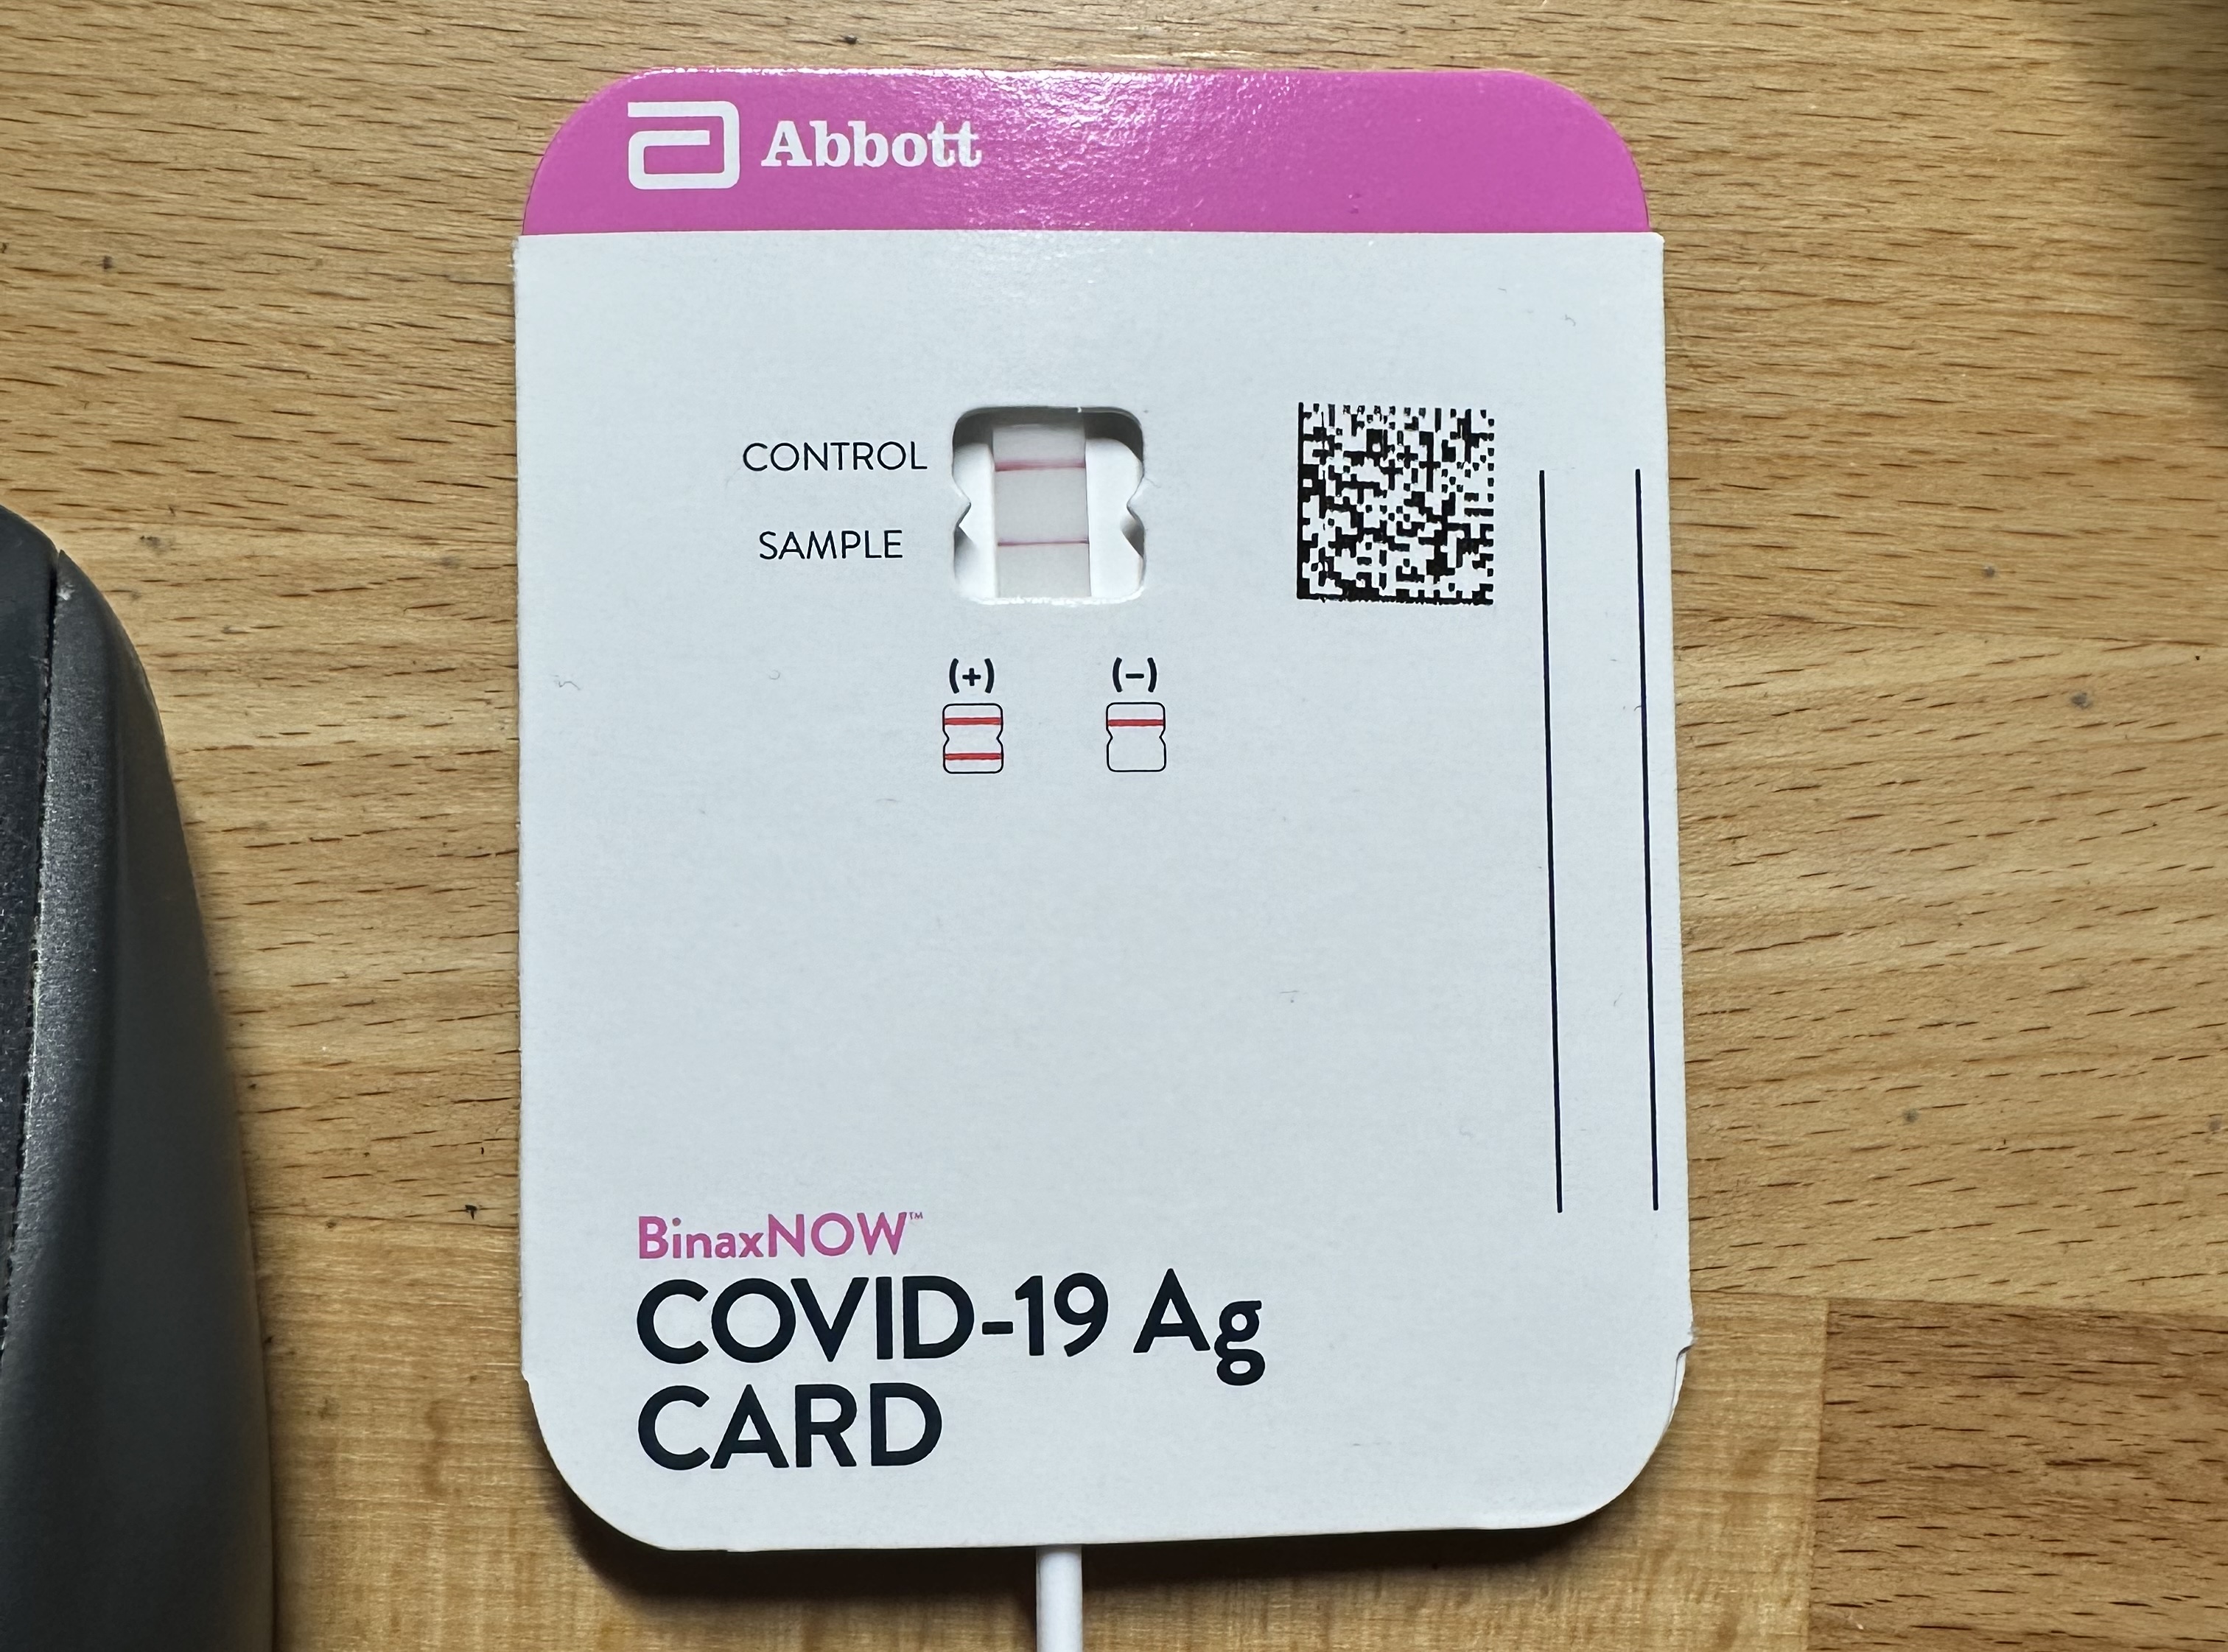 Abbott
CONTROL
SAMPLE
(+) (-)
BinaxNOW™
COVID-19 Ag
CARD